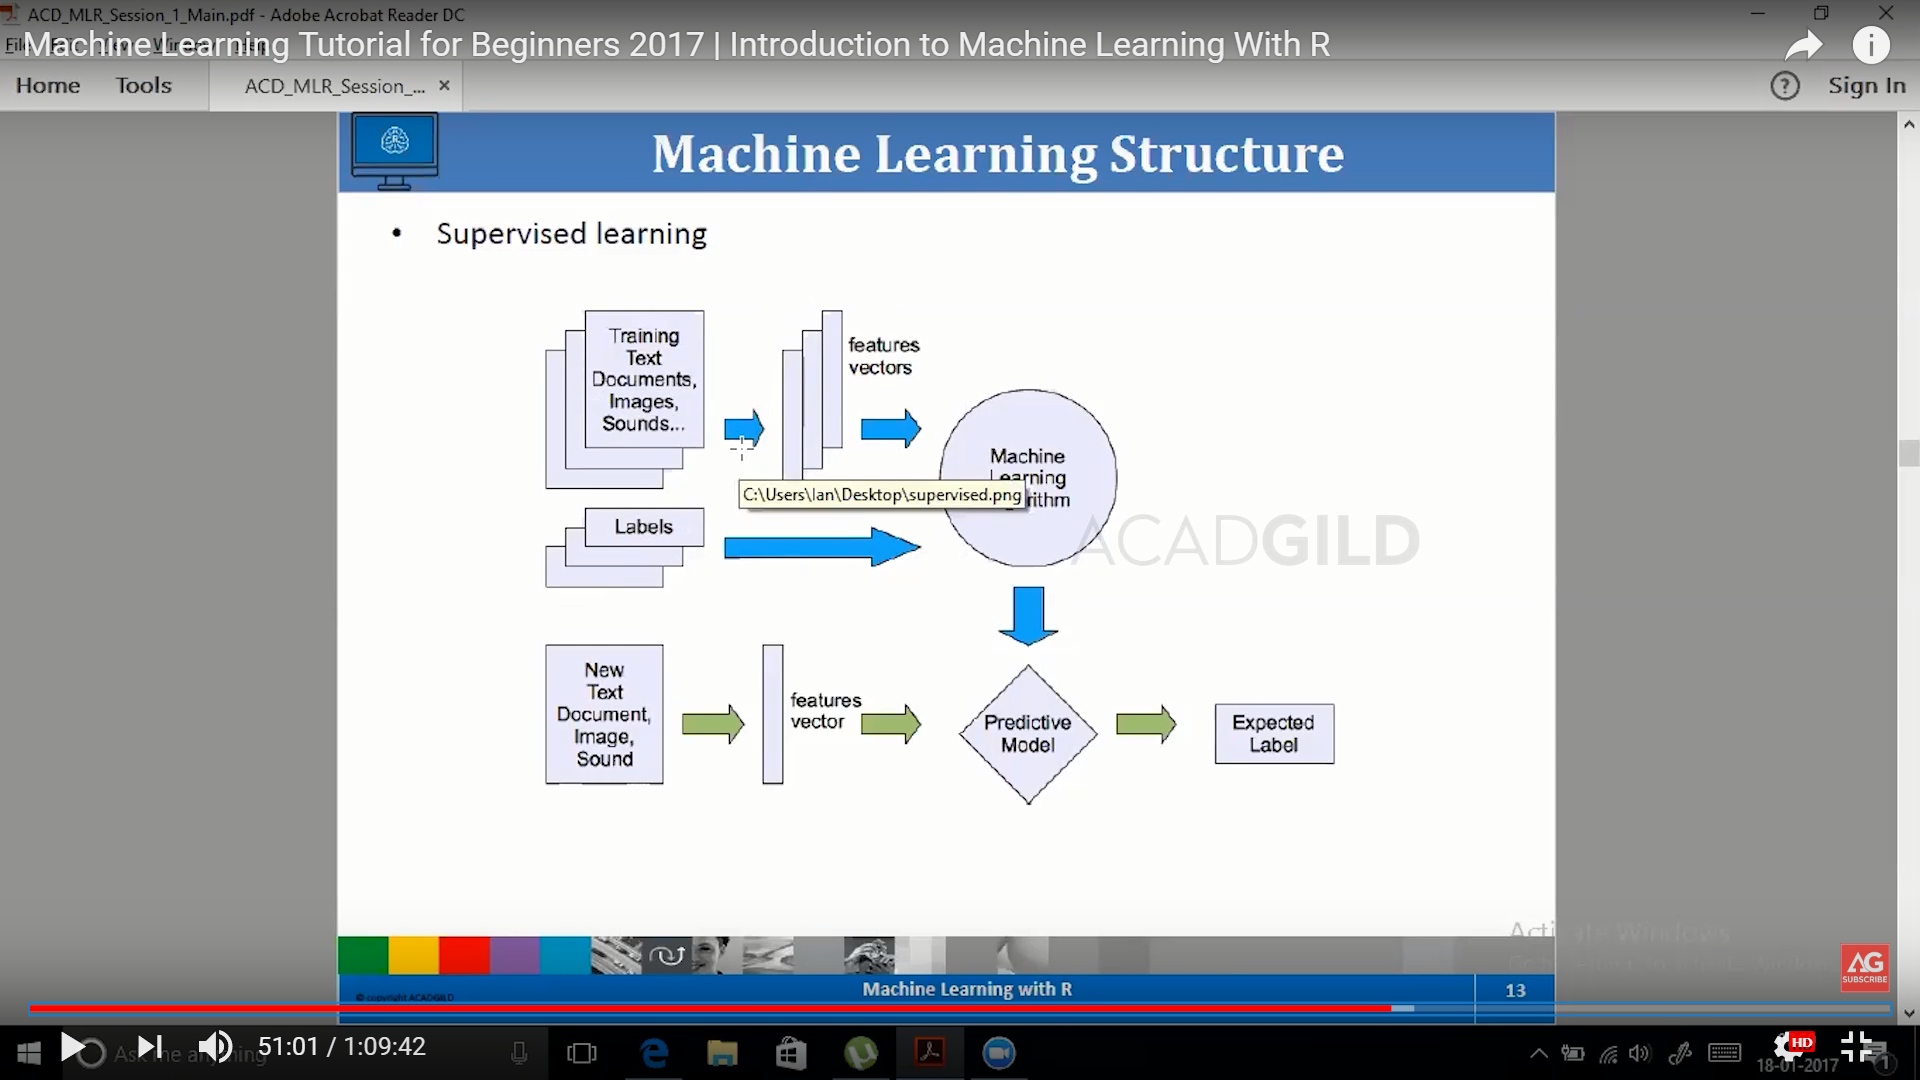 ACD_MLR_Session_1_Main.pdf - Adobe Acrobat Reader DC
Machine Learning Tutorial for Beginners 2017 | Introduction to Machine Learning With R
Home Tools ACD_MLR_Session_... × ? Sign In
Machine Learning Structure
• Supervised learning
Training
Text
Documents,
Images,
Sounds...
features
vectors
Machine
Learning
C:\Users\Ian\Desktop\supervised.png
Labels
ACADGILD
New
Text
Document,
Image,
Sound
features
vector
Predictive
Model
Expected
Label
Windows
AG
SUBSCRIBE
© copyright ACADGILD
Machine Learning with R
13
Ask me anything
51:01 / 1:09:42
HD
18-01-2017
1